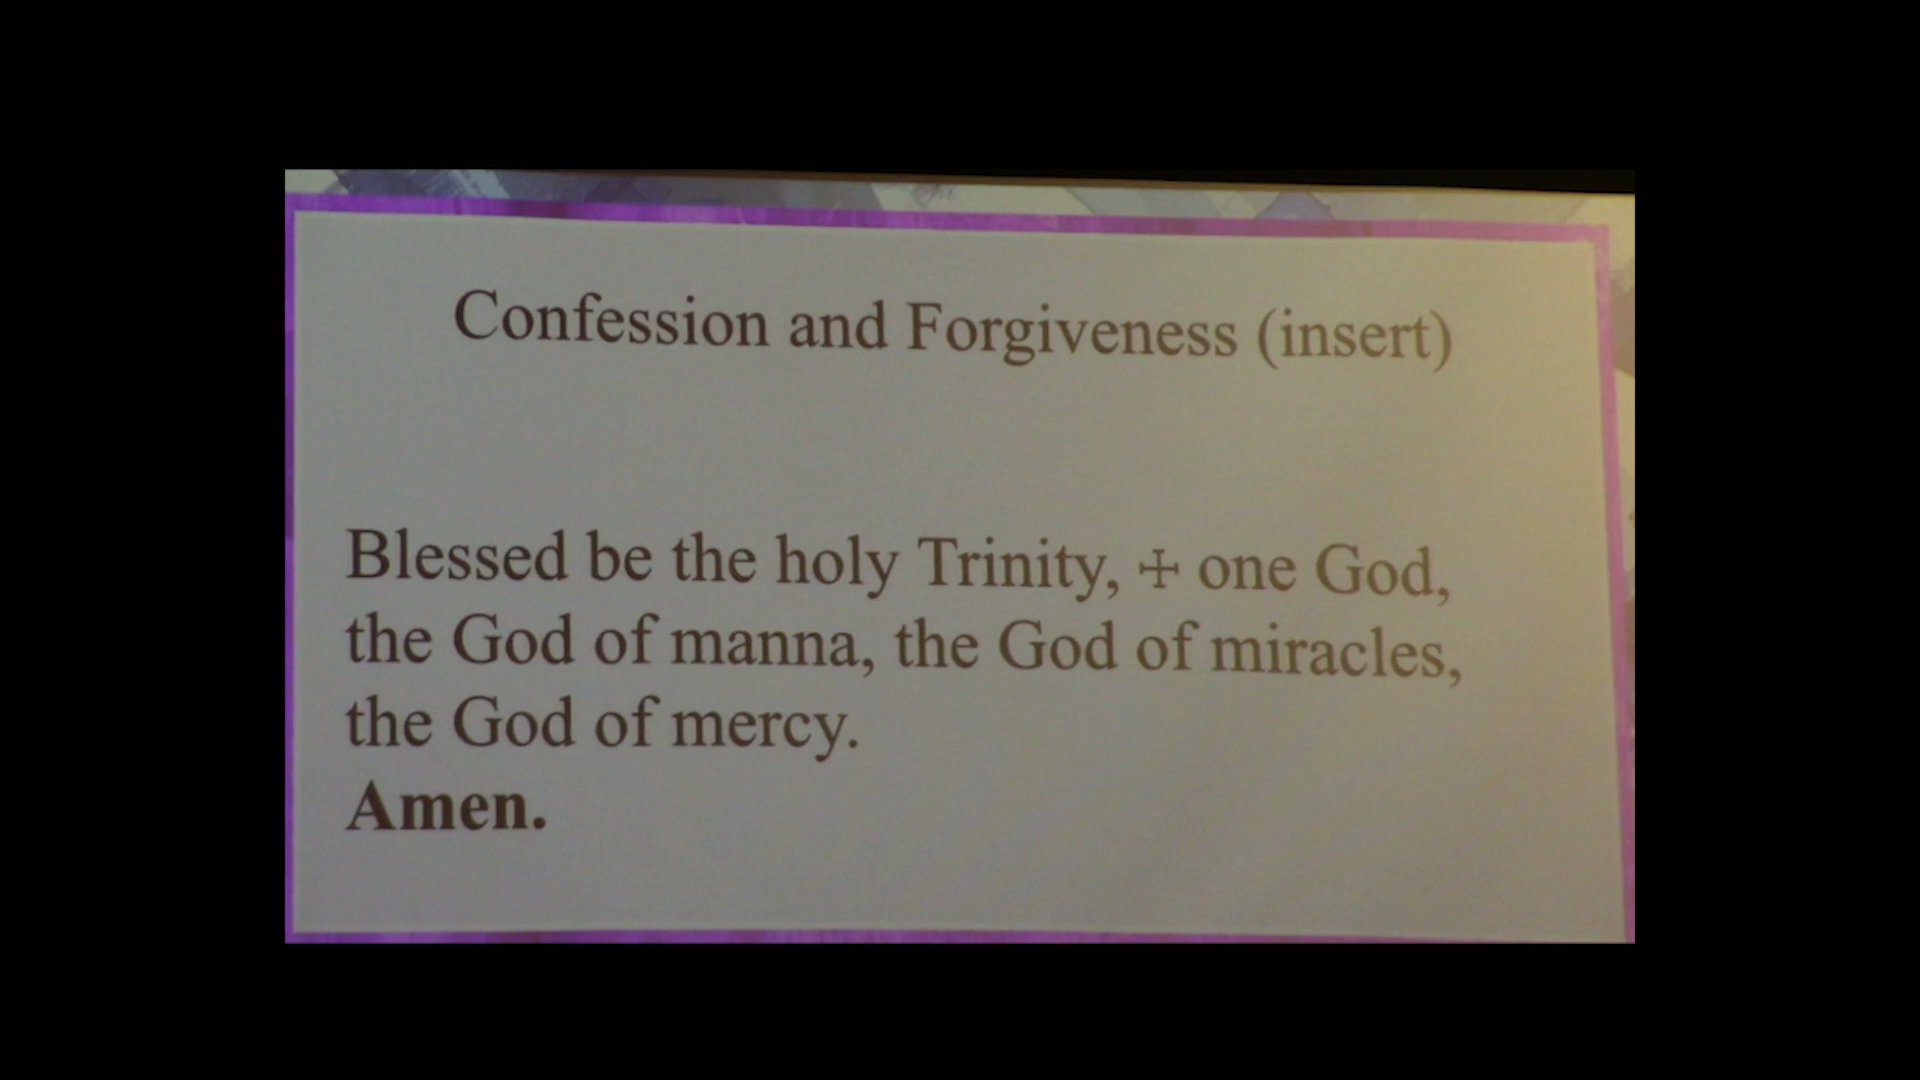 Confession and Forgiveness (insert)
Blessed be the holy Trinity, ☩ one God,
the God of manna, the God of miracles,
the God of mercy.
Amen.